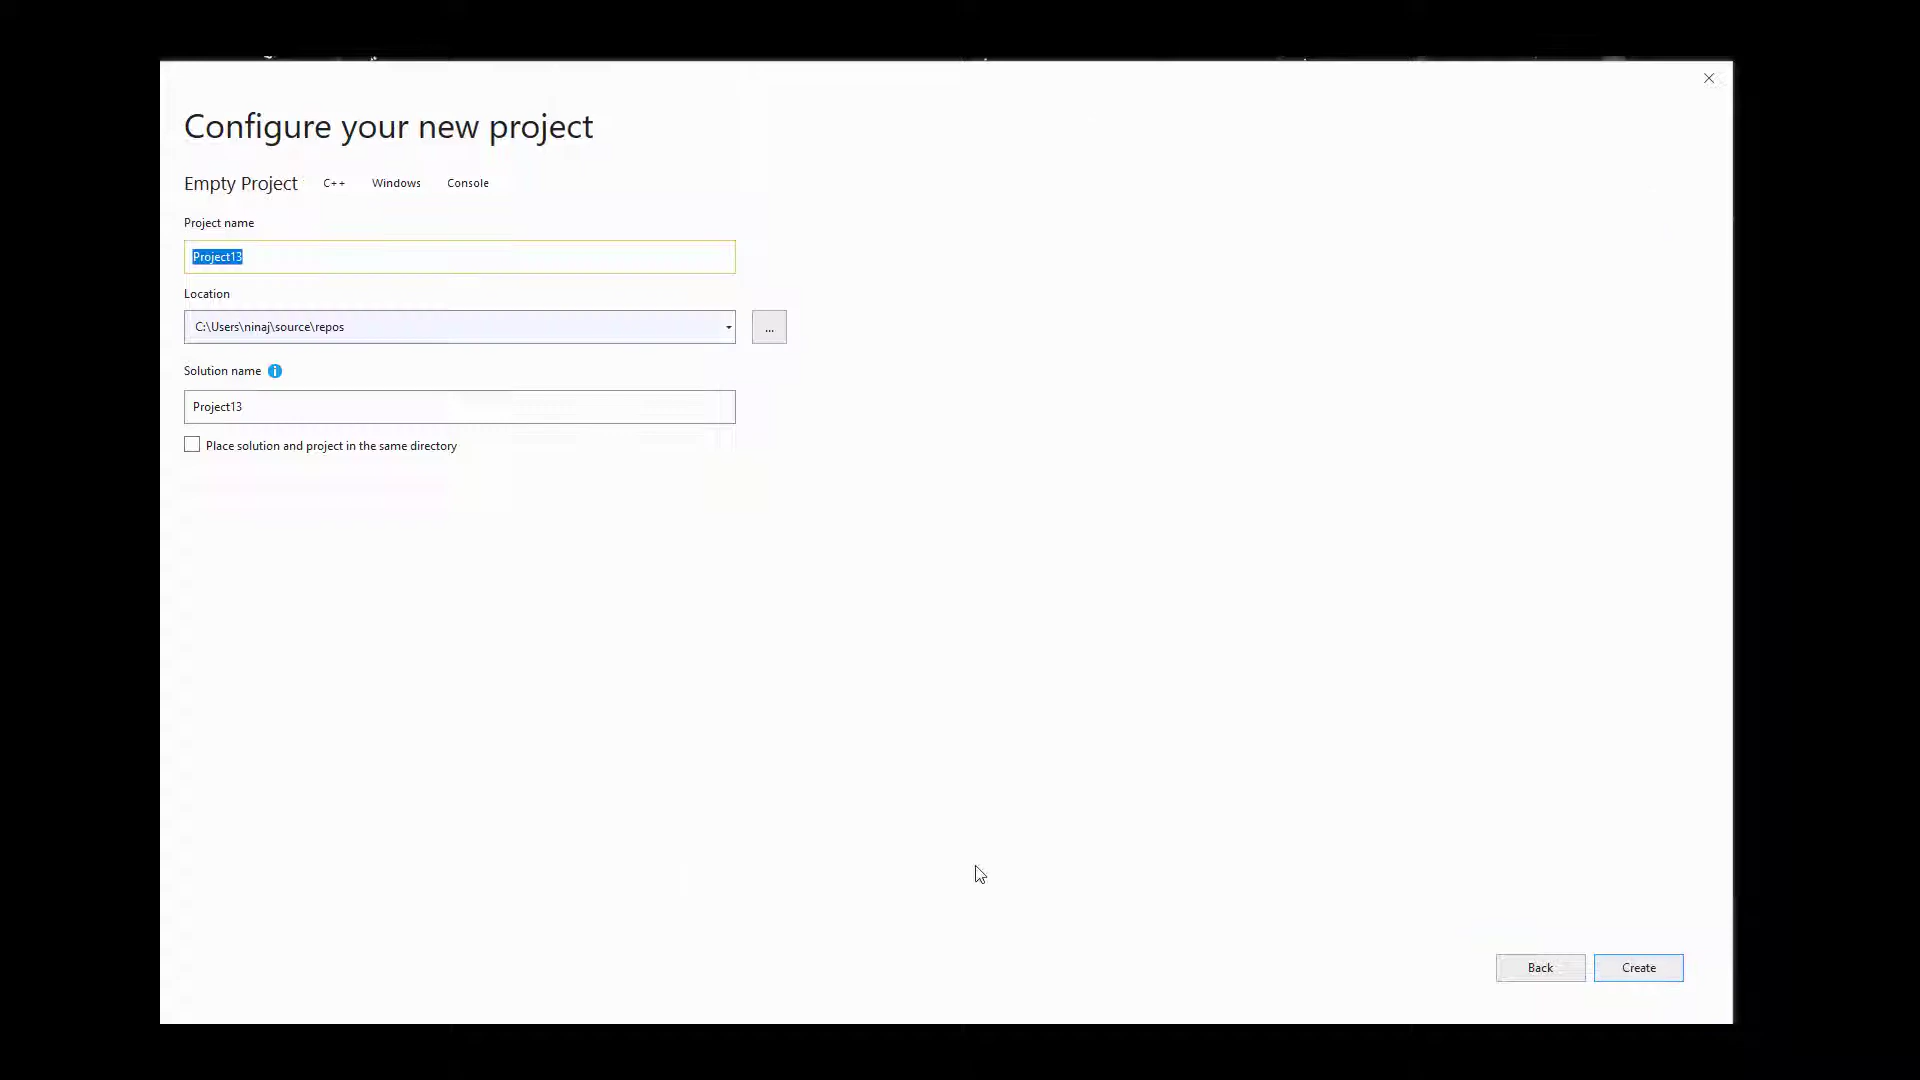 Configure your new project
Empty Project C++ Windows Console
Project name
Project13
Location
C:\Users\ninaj\source\repos
...
Solution name
Project13
Place solution and project in the same directory
Back Create